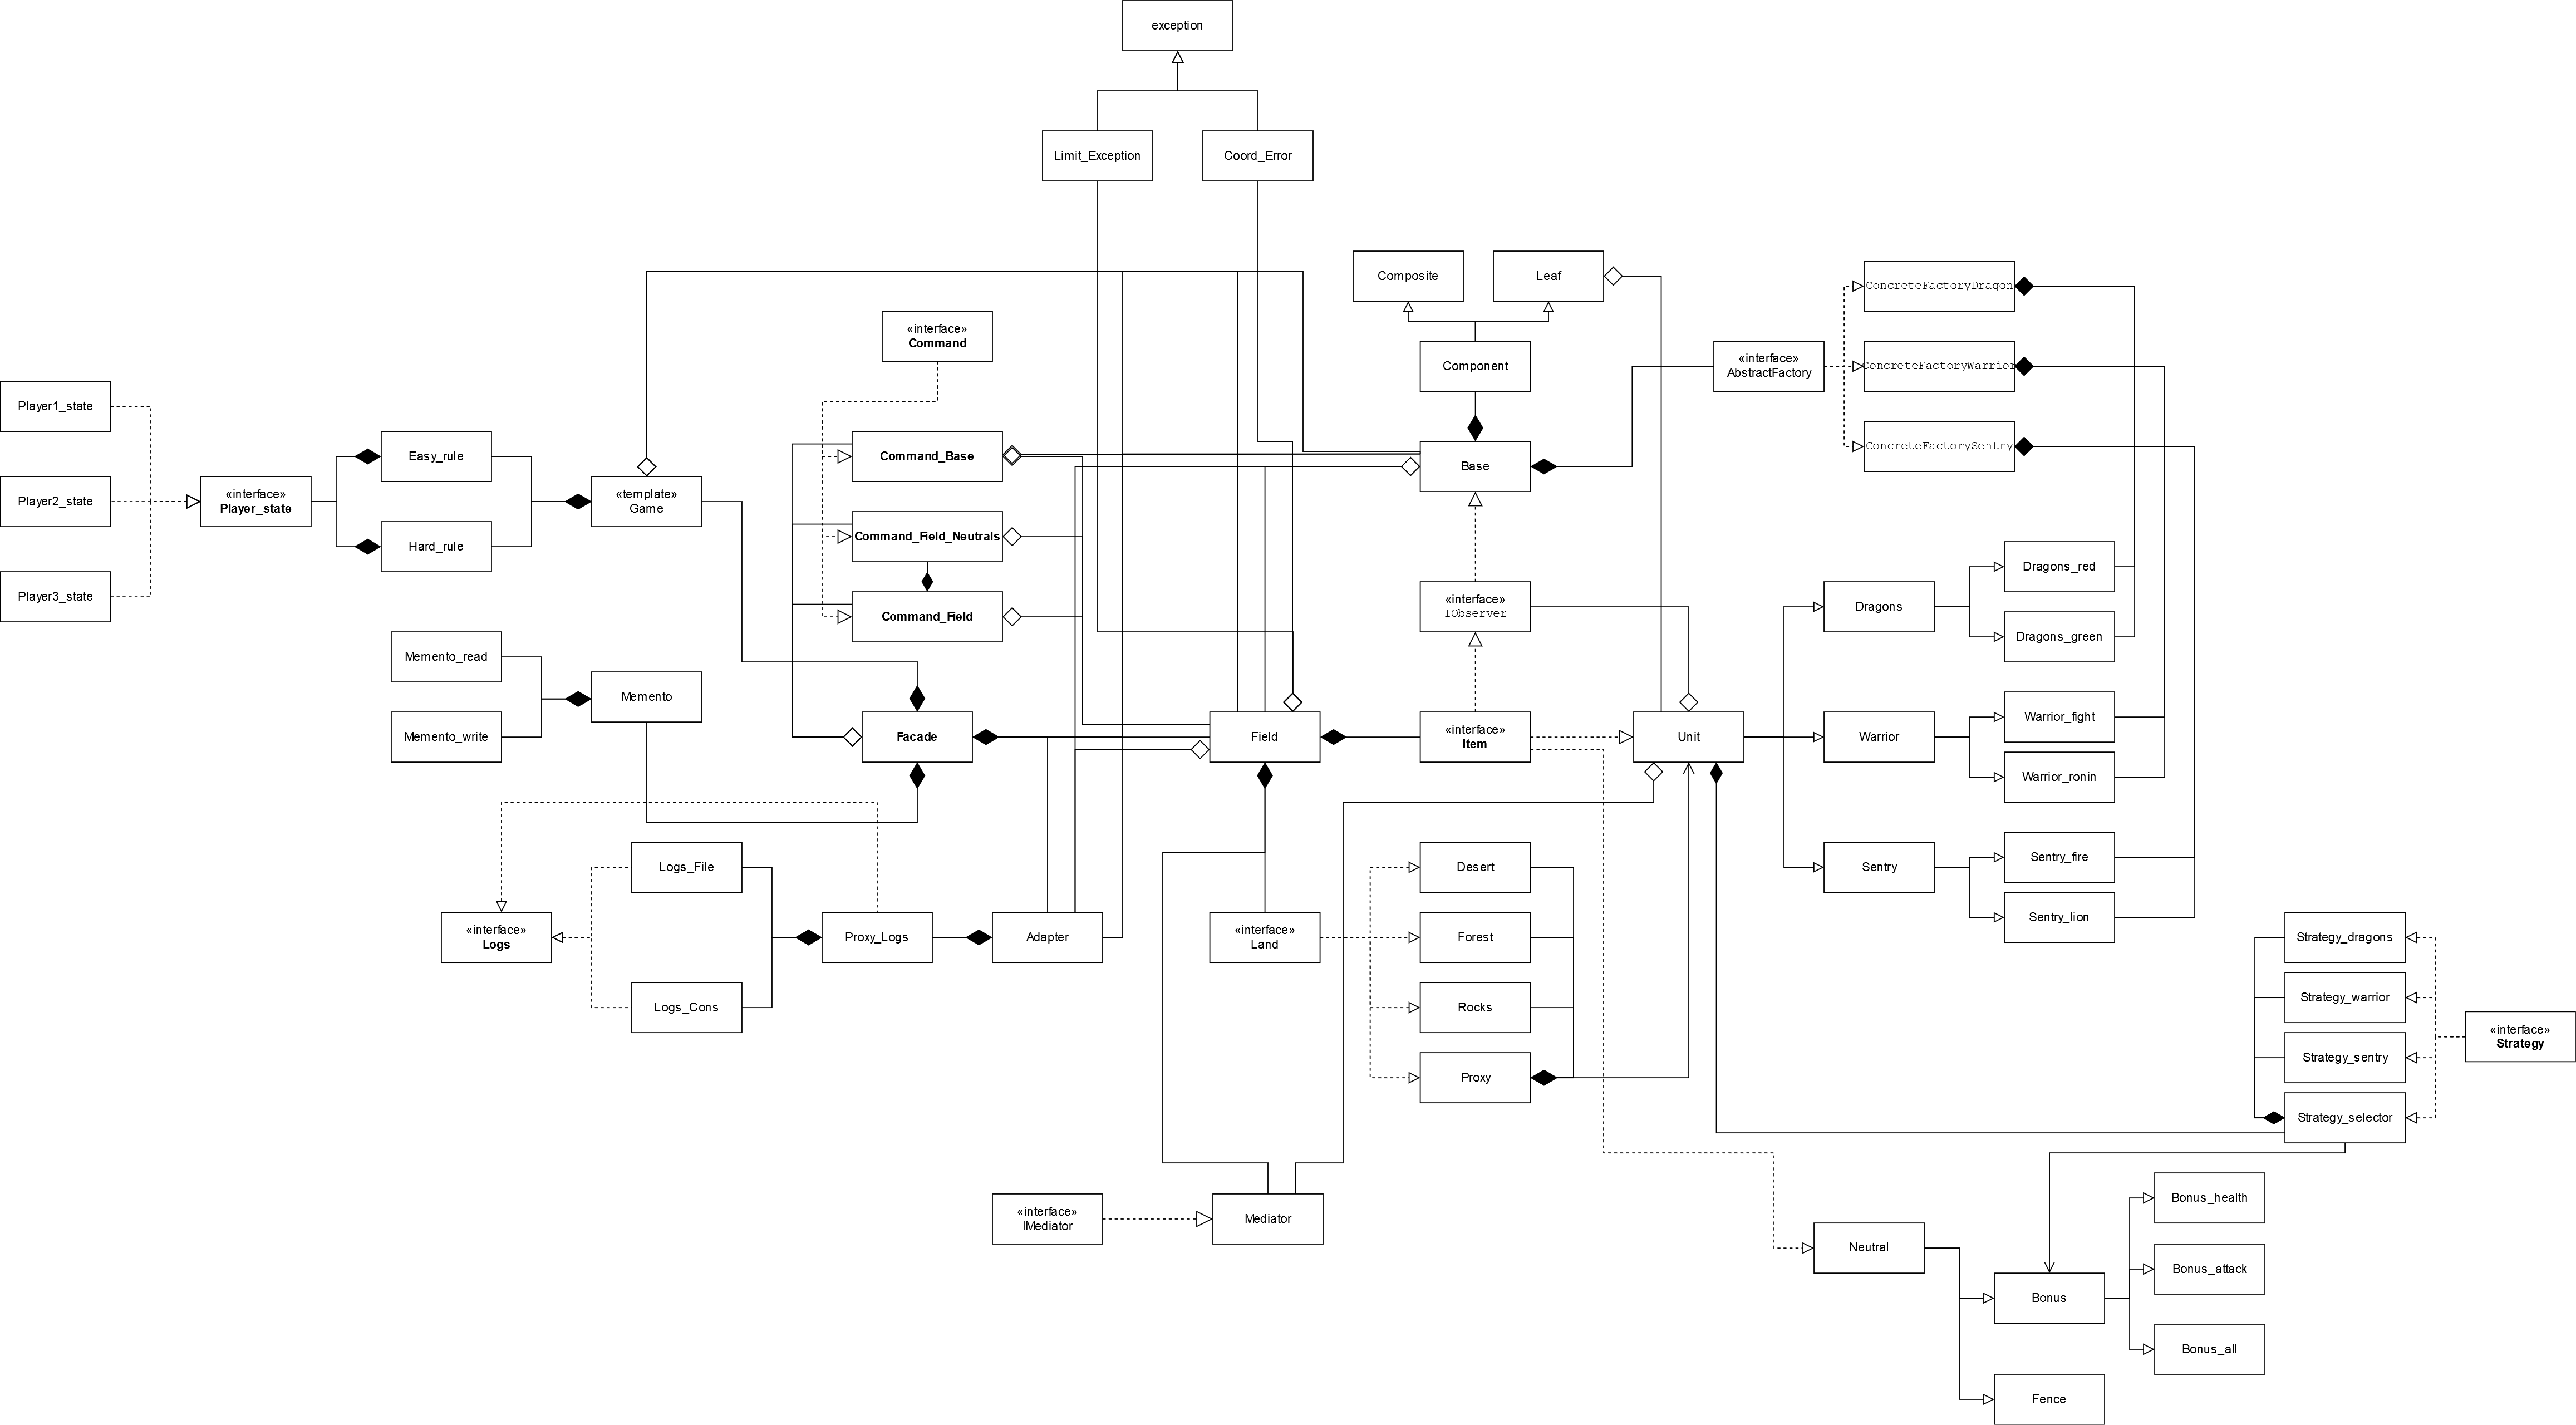 exception
Limit_Exception
Coord_Error
Composite
Leaf
ConcreteFactoryDragon
«interface»
Command
Component
«interface»
AbstractFactory
ConcreteFactoryWarrior
Player1_state
Easy_rule
Command_Base
Base
ConcreteFactorySentry
Player2_state
«interface»
Player_state
«template»
Game
Hard_rule
Command_Field_Neutrals
Dragons_red
Player3_state
Command_Field
«interface»
IObserver
Dragons
Dragons_green
Memento_read
Memento
Memento_write
Facade
Field
«interface»
Item
Unit
Warrior
Warrior_fight
Warrior_ronin
Logs_File
Desert
Sentry
Sentry_fire
Sentry_lion
«interface»
Logs
Proxy_Logs
Adapter
«interface»
Land
Forest
Strategy_dragons
Logs_Cons
Rocks
Strategy_warrior
«interface»
Strategy
Strategy_sentry
Proxy
Strategy_selector
«interface»
IMediator
Mediator
Bonus_health
Neutral
Bonus_attack
Bonus
Bonus_all
Fence